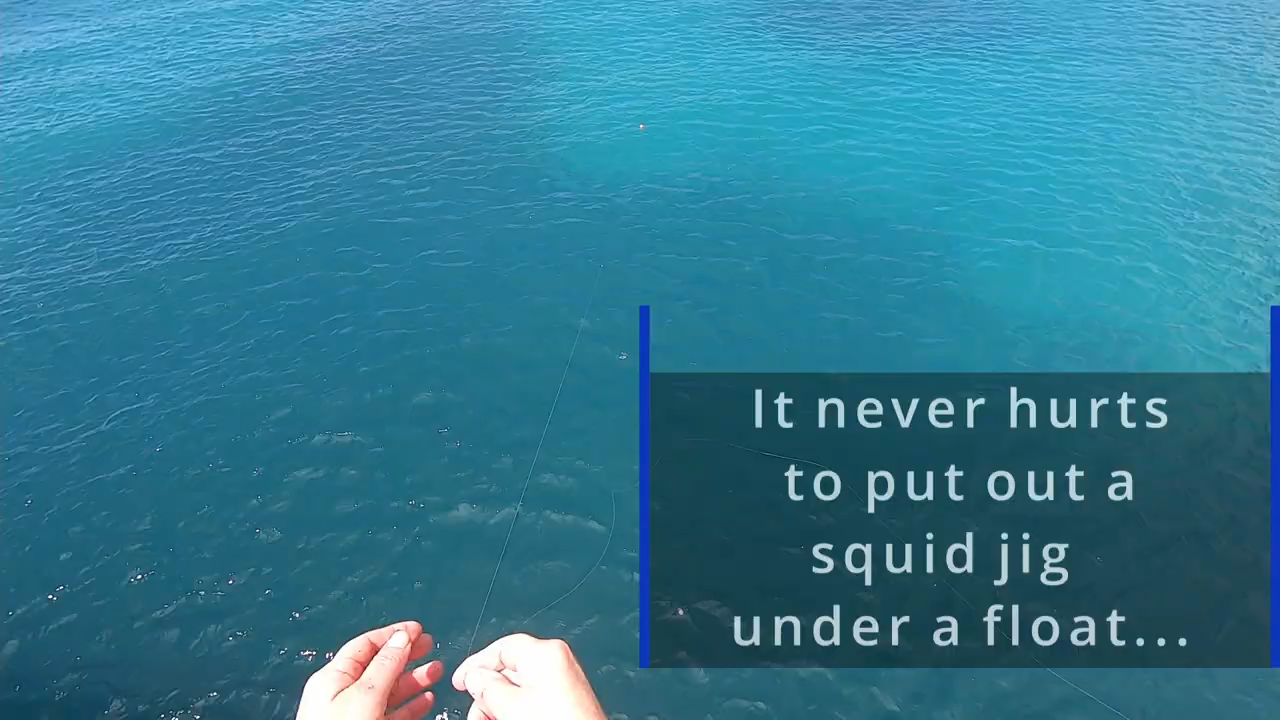 It never hurts
to put out a
squid jig
under a float...